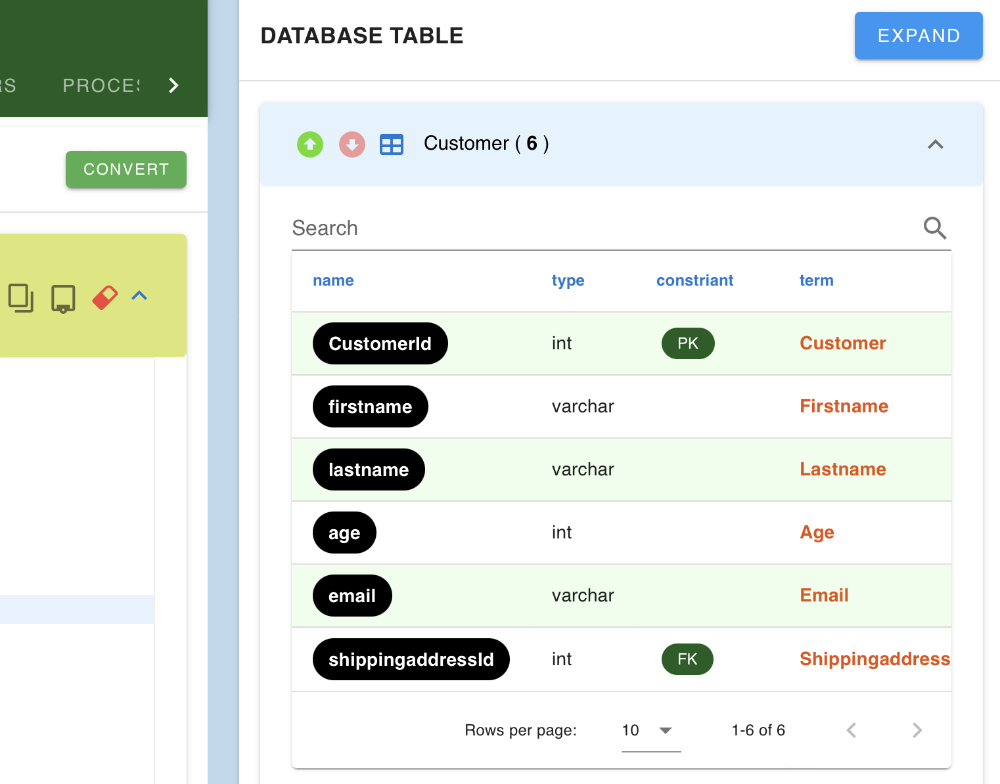 DATABASE TABLE
EXPAND
RS
PROCES
CONVERT
Customer ( 6 )
Search
name type constriant term
CustomerId int PK Customer
firstname varchar Firstname
lastname varchar Lastname
age int Age
email varchar Email
shippingaddressId int FK Shippingaddress
Rows per page: 10 1-6 of 6